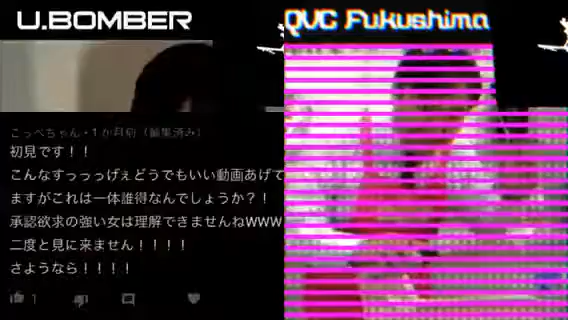 U.BOMBER
QVC Fukushima
こっぺちゃん・1 か月前（編集済み）
初見です！！
こんなすっっっげぇどうでもいい動画あげて
ますがこれは一体誰得なんでしょうか？！
承認欲求の強い女は理解できませんねWWW
二度と見に来ません！！！！
さようなら！！！！
1